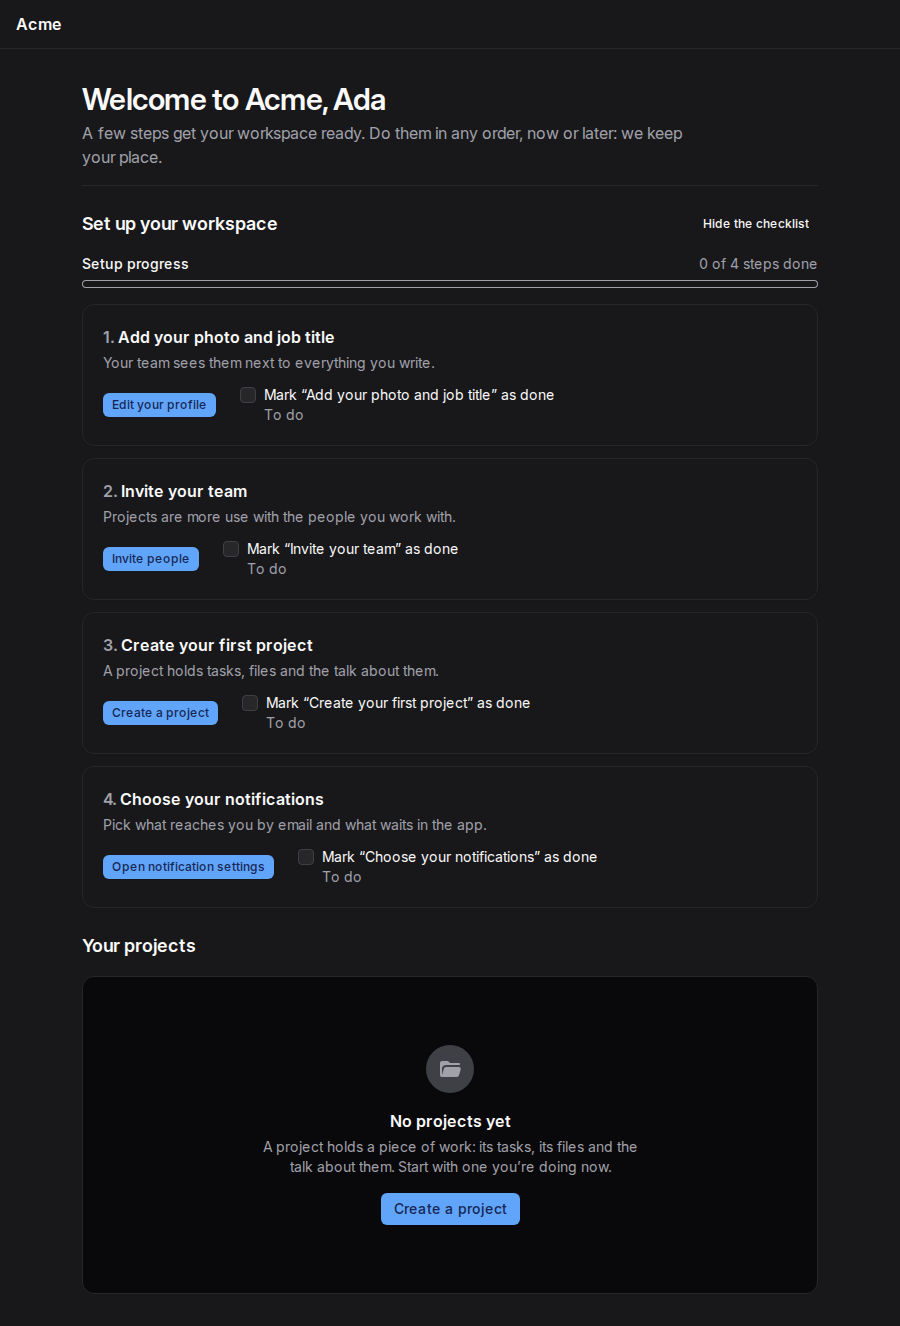 Acme
Welcome to Acme, Ada
A few steps get your workspace ready. Do them in any order, now or later: we keep
your place.
Set up your workspace
Hide the checklist
Setup progress
0 of 4 steps done
1. Add your photo and job title
Your team sees them next to everything you write.
Edit your profile
Mark “Add your photo and job title” as done
To do
2. Invite your team
Projects are more use with the people you work with.
Invite people
Mark “Invite your team” as done
To do
3. Create your first project
A project holds tasks, files and the talk about them.
Create a project
Mark “Create your first project” as done
To do
4. Choose your notifications
Pick what reaches you by email and what waits in the app.
Open notification settings
Mark “Choose your notifications” as done
To do
Your projects
No projects yet
A project holds a piece of work: its tasks, its files and the
talk about them. Start with one you’re doing now.
Create a project